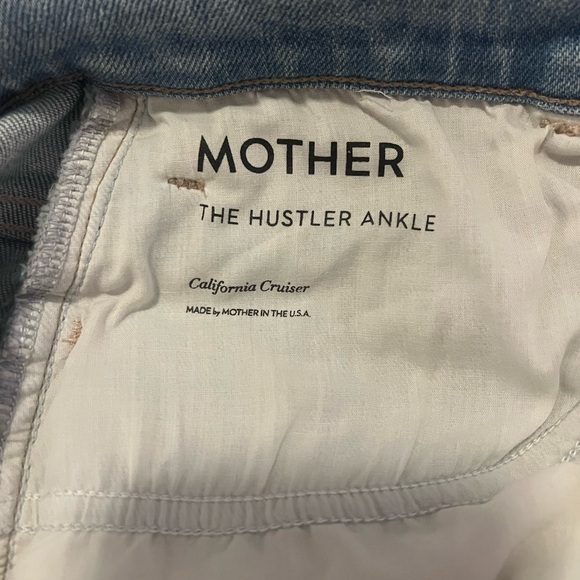 MOTHER
THE HUSTLER ANKLE
California Cruiser
MADE by MOTHER IN THE U.S.A.